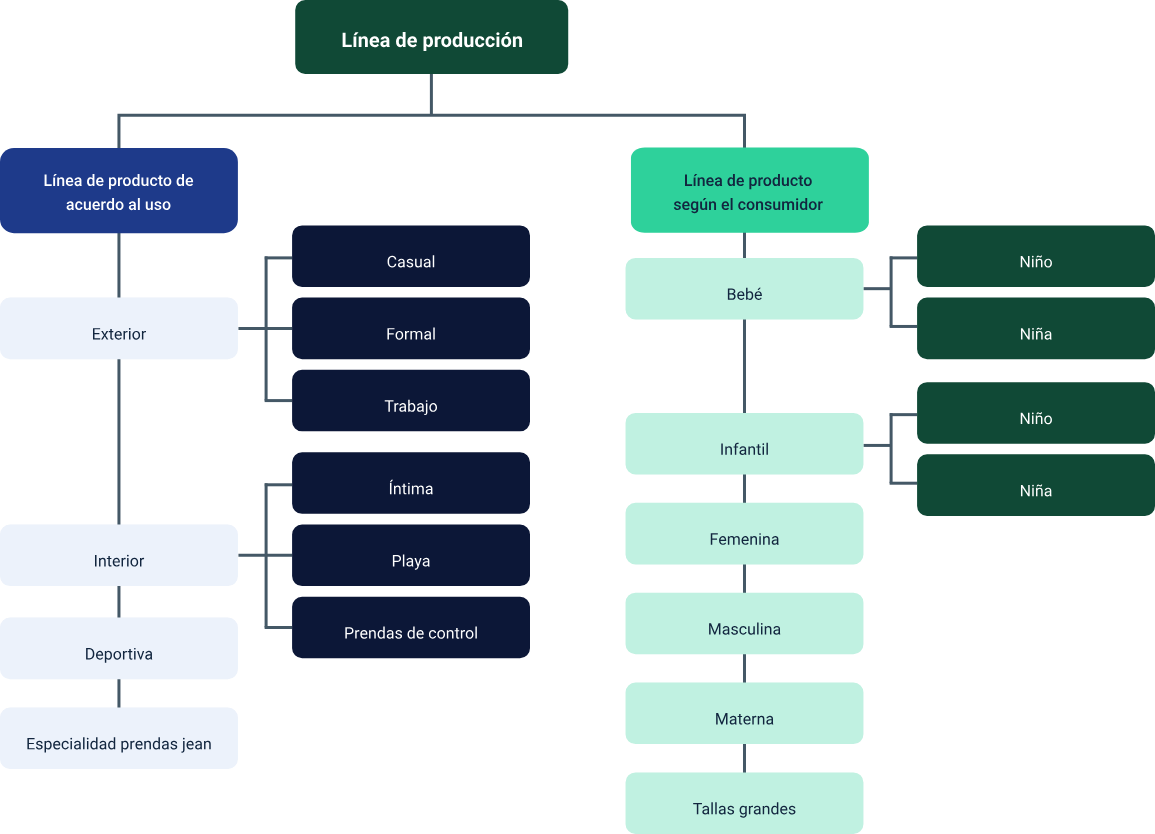 Línea de producción
Línea de producto de
acuerdo al uso
Exterior
Casual
Formal
Trabajo
Interior
Íntima
Playa
Prendas de control
Deportiva
Especialidad prendas jean
Línea de producto
según el consumidor
Bebé
Niño
Niña
Infantil
Niño
Niña
Femenina
Masculina
Materna
Tallas grandes